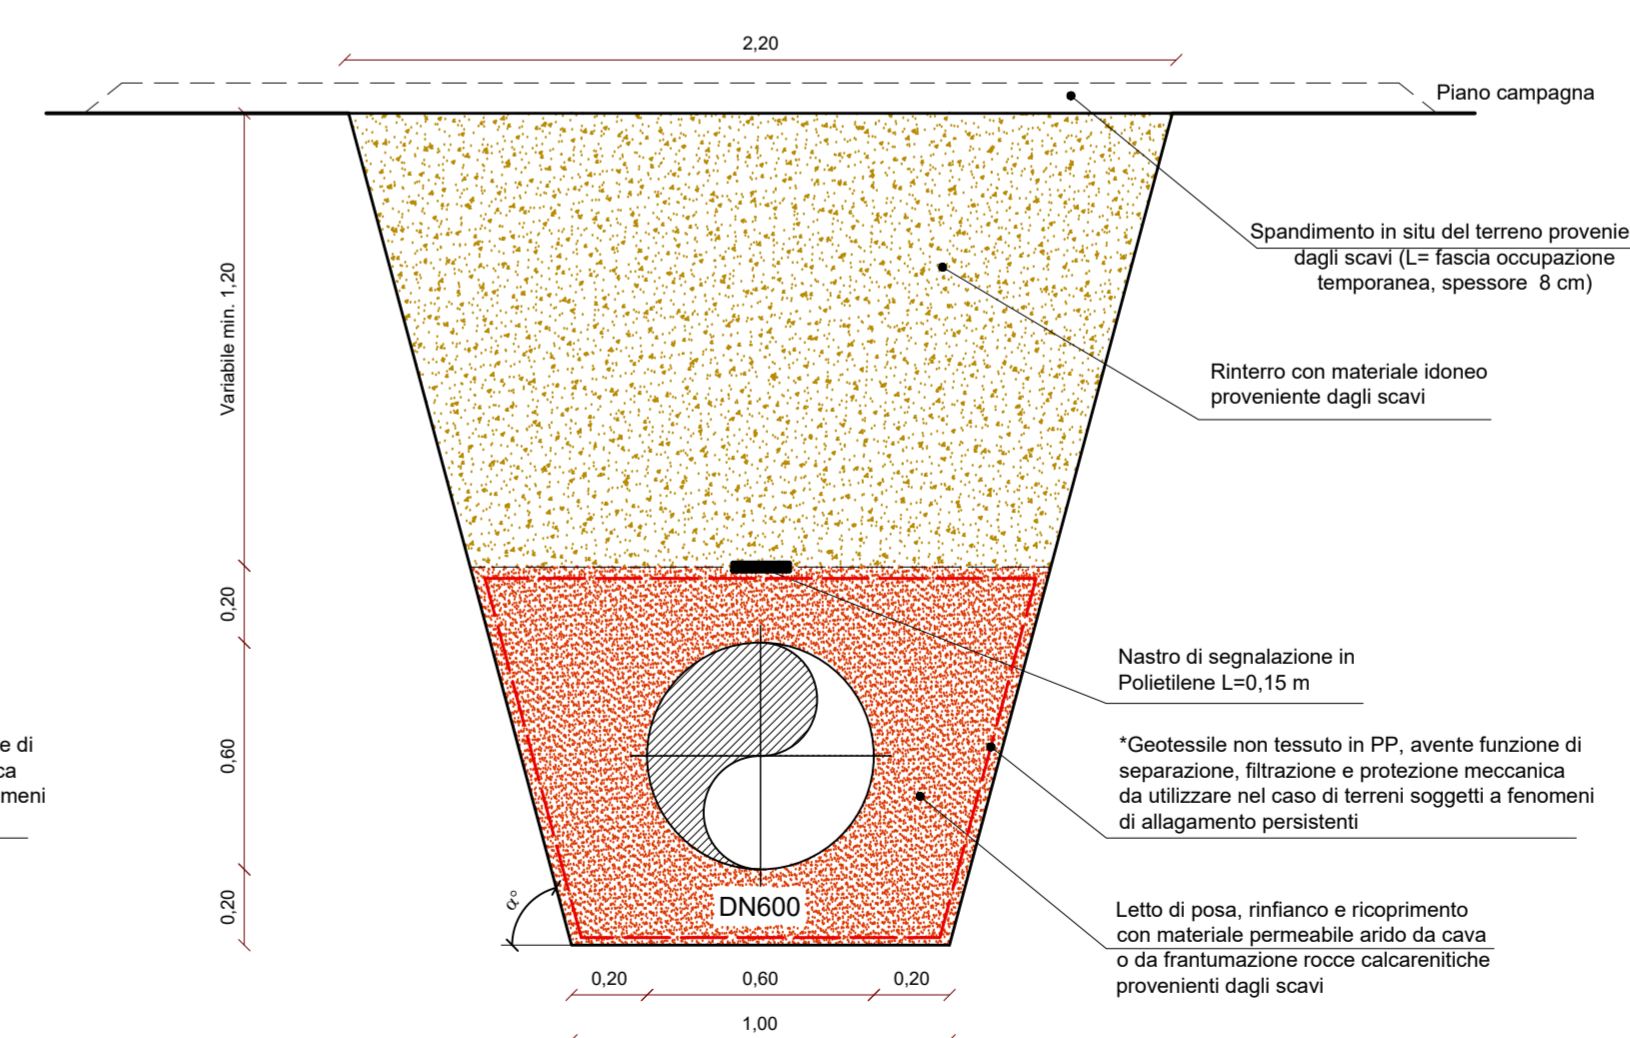 2,20
Piano campagna
Spandimento in situ del terreno provenie
dagli scavi (L= fascia occupazione
temporanea, spessore 8 cm)
Variabile min. 1,20
Rinterro con materiale idoneo
proveniente dagli scavi
0,20
Nastro di segnalazione in
Polietilene L=0,15 m
0,60
e di
ca
meni
*Geotessile non tessuto in PP, avente funzione di
separazione, filtrazione e protezione meccanica
da utilizzare nel caso di terreni soggetti a fenomeni
di allagamento persistenti
0,20
α°
DN600
Letto di posa, rinfianco e ricoprimento
con materiale permeabile arido da cava
o da frantumazione rocce calcarenitiche
provenienti dagli scavi
0,20 0,60 0,20
1,00